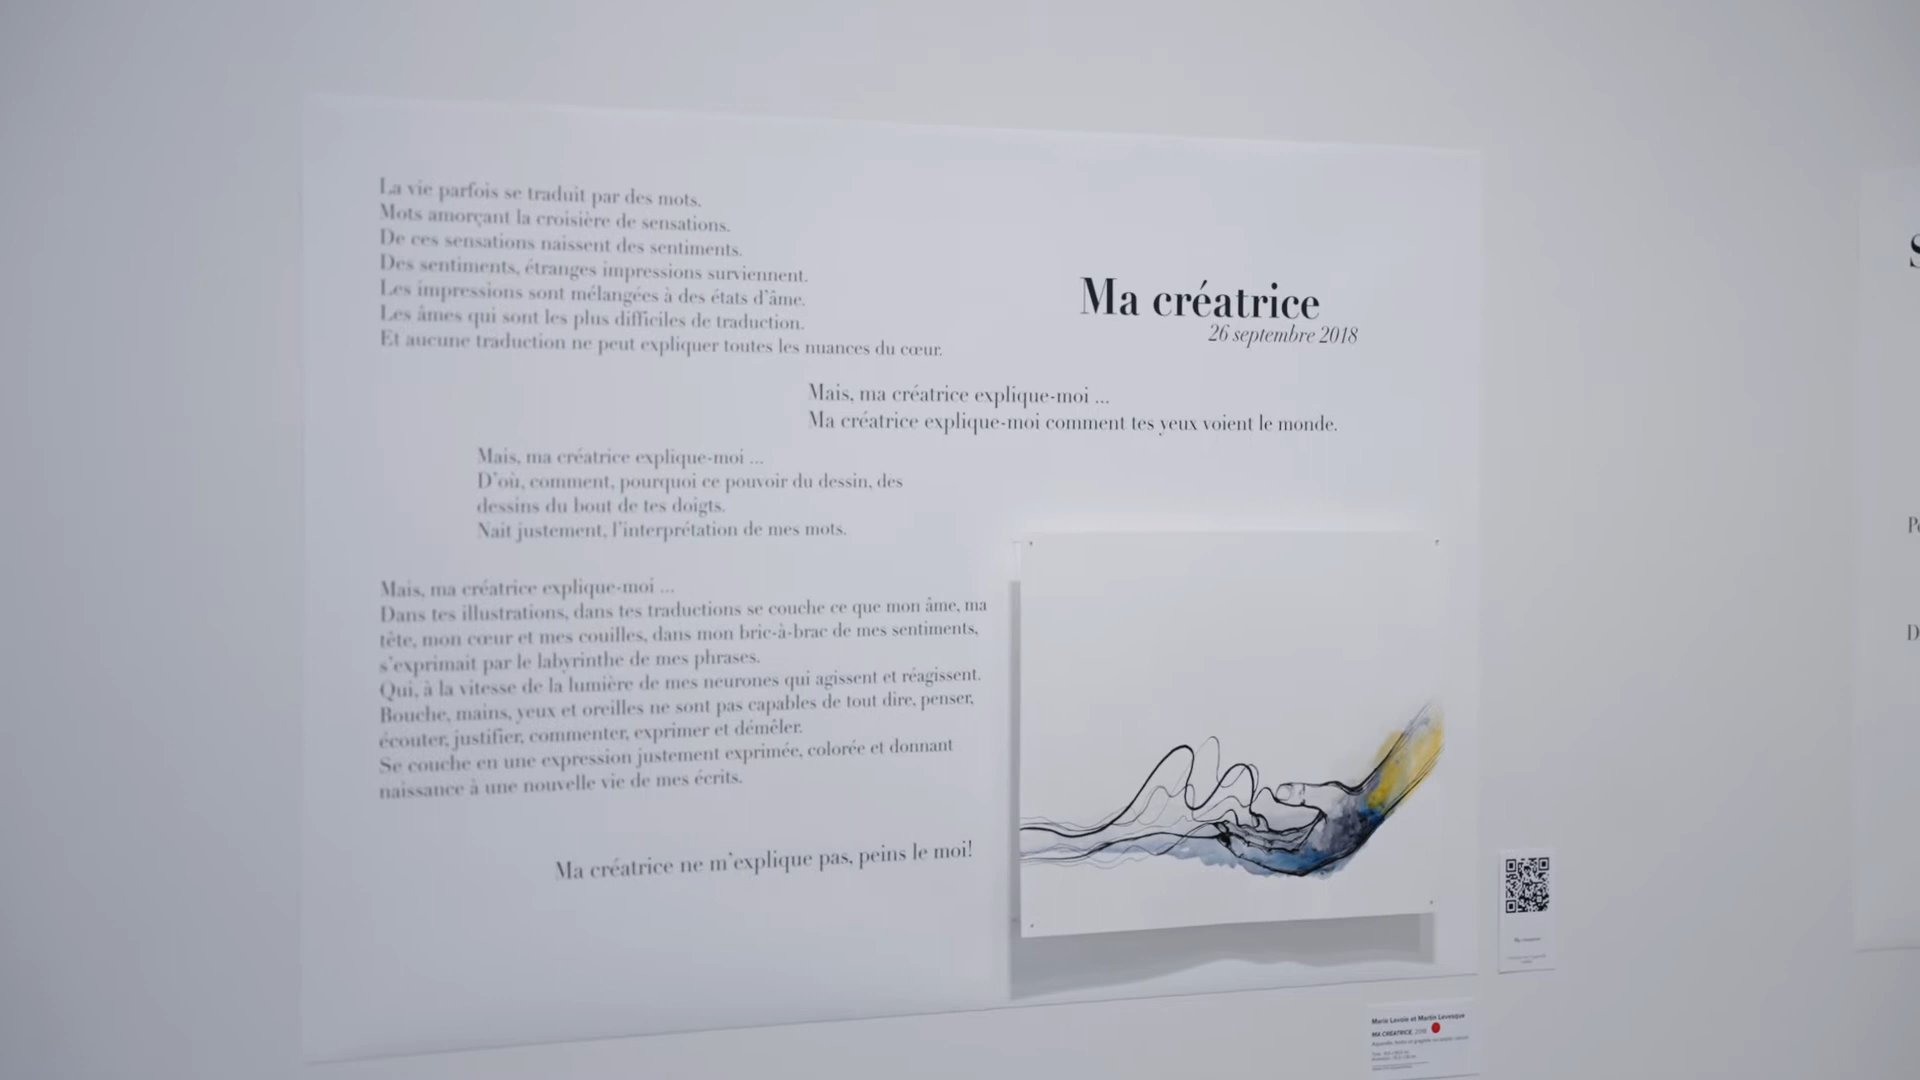 La vie parfois se traduit par des mots.
Mots amorçant la croisière de sensations.
De ces sensations naissent des sentiments.
Des sentiments, étranges impressions surviennent.
Les impressions sont mélangées à des états d'âme.
Les âmes qui sont les plus difficiles de traduction.
Et aucune traduction ne peut expliquer toutes les nuances du cœur.
Ma créatrice
26 septembre 2018
Mais, ma créatrice explique-moi ...
Ma créatrice explique-moi comment tes yeux voient le monde.
Mais, ma créatrice explique-moi ...
D'où, comment, pourquoi ce pouvoir du dessin, des
dessins du bout de tes doigts.
Nait justement, l'interprétation de mes mots.
Mais, ma créatrice explique-moi ...
Dans tes illustrations, dans tes traductions se couche ce que mon âme, ma
tête, mon cœur et mes couilles, dans mon bric-à-brac de mes sentiments,
s'exprimait par le labyrinthe de mes phrases.
Qui, à la vitesse de la lumière de mes neurones qui agissent et réagissent.
Bouche, mains, yeux et oreilles ne sont pas capables de tout dire, penser,
écouter, justifier, commenter, exprimer et démêler.
Se couche en une expression justement exprimée, colorée et donnant
naissance à une nouvelle vie de mes écrits.
Ma créatrice ne m'explique pas, peins le moi!
Marie Lavoie et Martin Levesque
MA CRÉATRICE, 2018
S